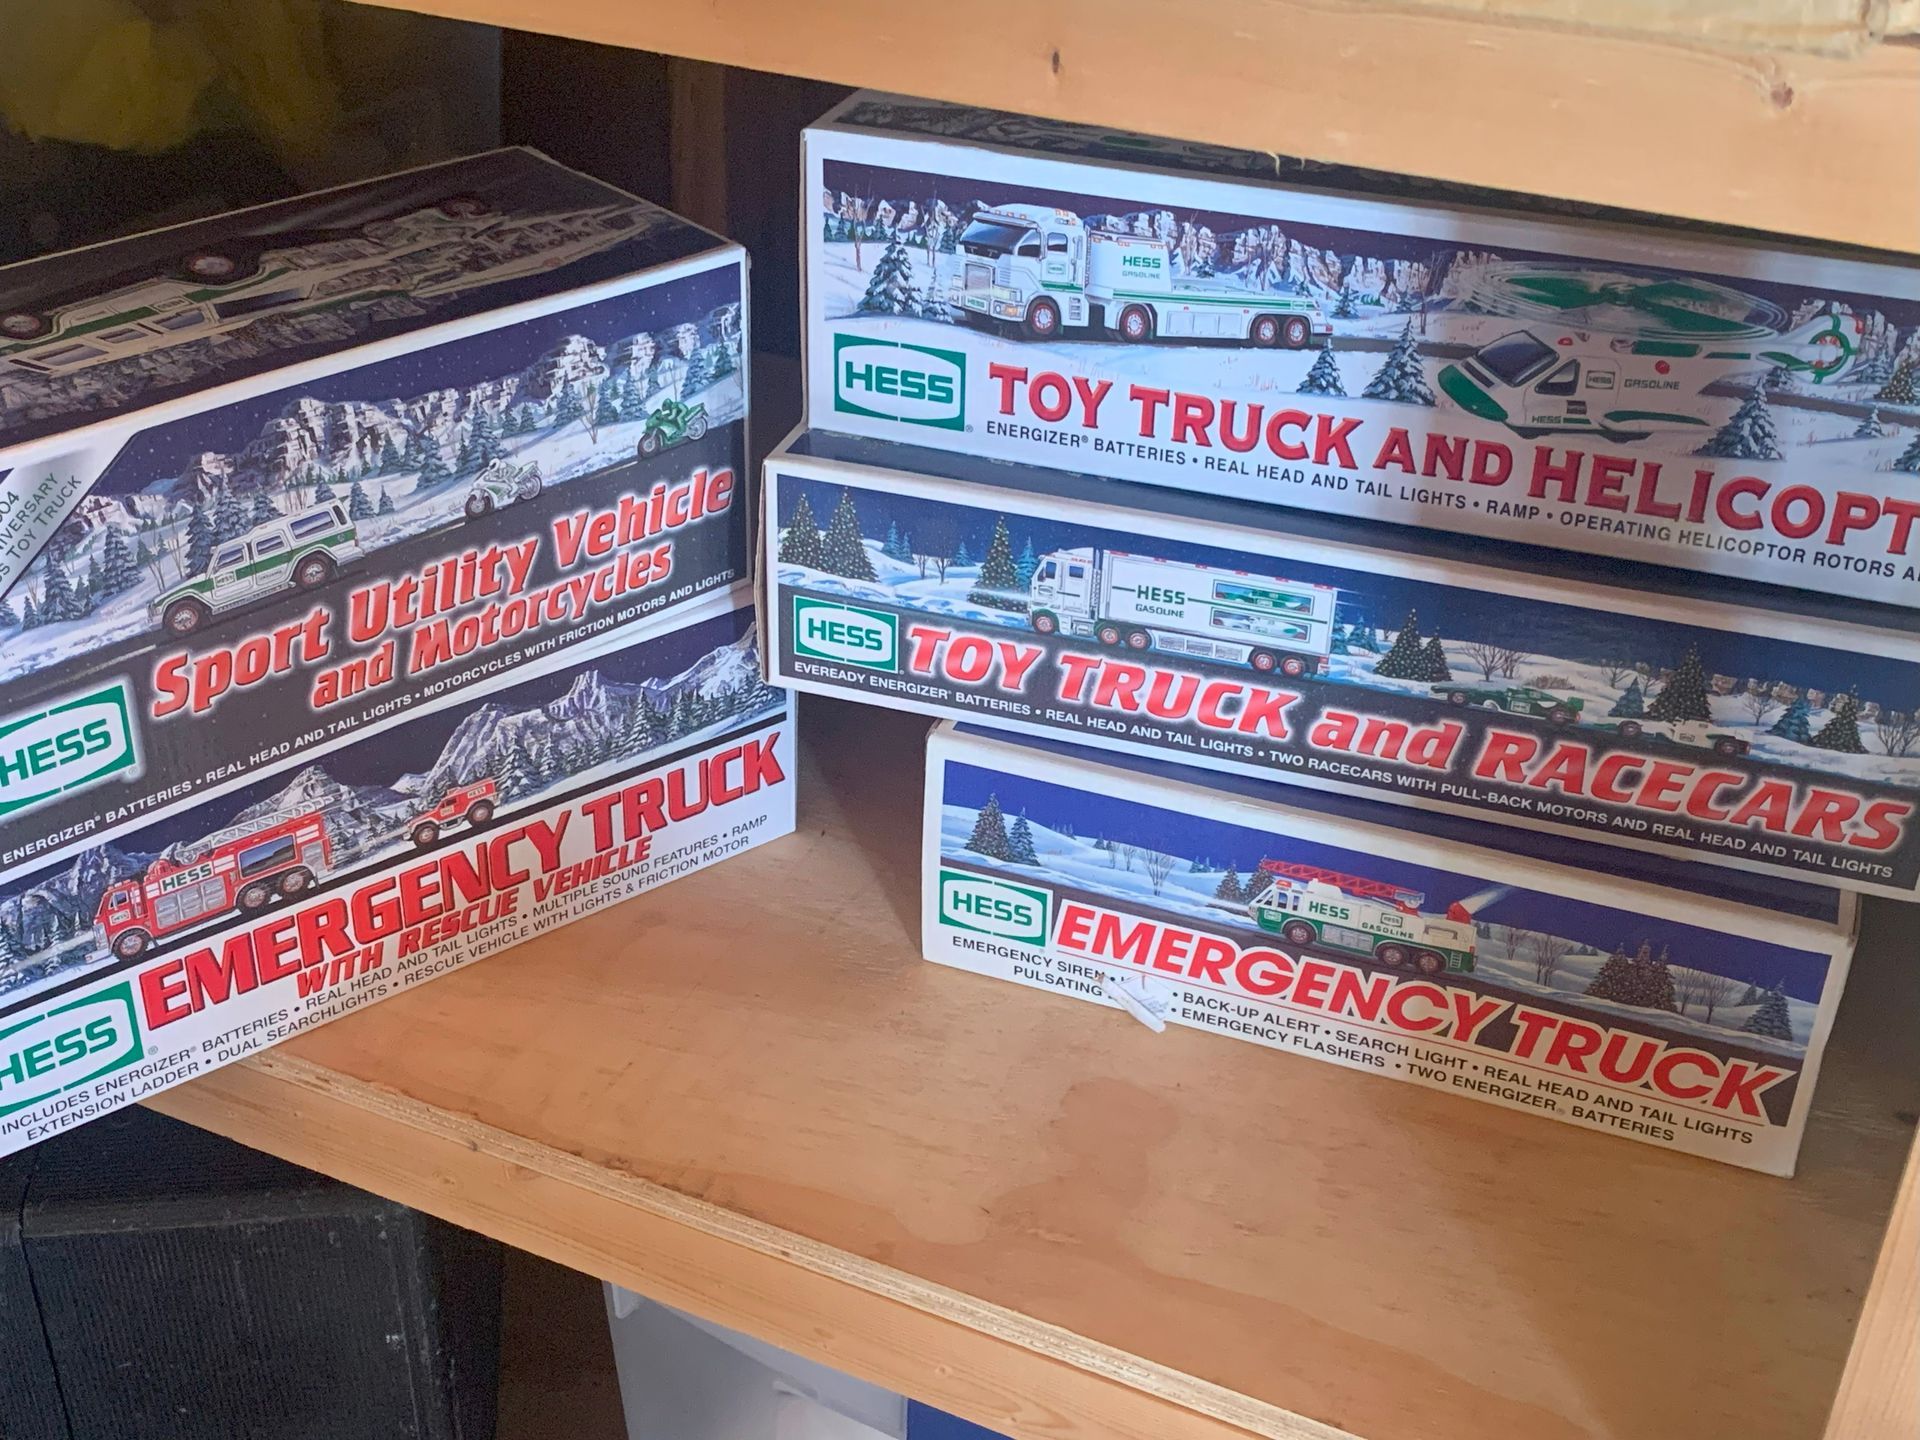 04
IVERSARY
S TOY TRUCK
Sport Utility Vehicle
and Motorcycles
HESS
ENERGIZER® BATTERIES • REAL HEAD AND TAIL LIGHTS • MOTORCYCLES WITH FRICTION MOTORS AND LIGHTS
HESS
EMERGENCY TRUCK
WITH RESCUE VEHICLE
HESS
INCLUDES ENERGIZER® BATTERIES • REAL HEAD AND TAIL LIGHTS • MULTIPLE SOUND FEATURES • RAMP
EXTENSION LADDER • DUAL SEARCHLIGHTS • RESCUE VEHICLE WITH LIGHTS & FRICTION MOTOR
HESS
GASOLINE
HESS
GASOLINE
HESS
HESS
TOY TRUCK AND HELICOPT
ENERGIZER® BATTERIES • REAL HEAD AND TAIL LIGHTS • RAMP • OPERATING HELICOPTOR ROTORS A
HESS
GASOLINE
HESS
TOY TRUCK and RACECARS
EVEREADY ENERGIZER® BATTERIES • REAL HEAD AND TAIL LIGHTS • TWO RACECARS WITH PULL-BACK MOTORS AND REAL HEAD AND TAIL LIGHTS
HESS
HESS
GASOLINE
HESS
EMERGENCY TRUCK
EMERGENCY SIREN • • BACK-UP ALERT • SEARCH LIGHT • REAL HEAD AND TAIL LIGHTS
PULSATING • EMERGENCY FLASHERS • TWO ENERGIZER® BATTERIES